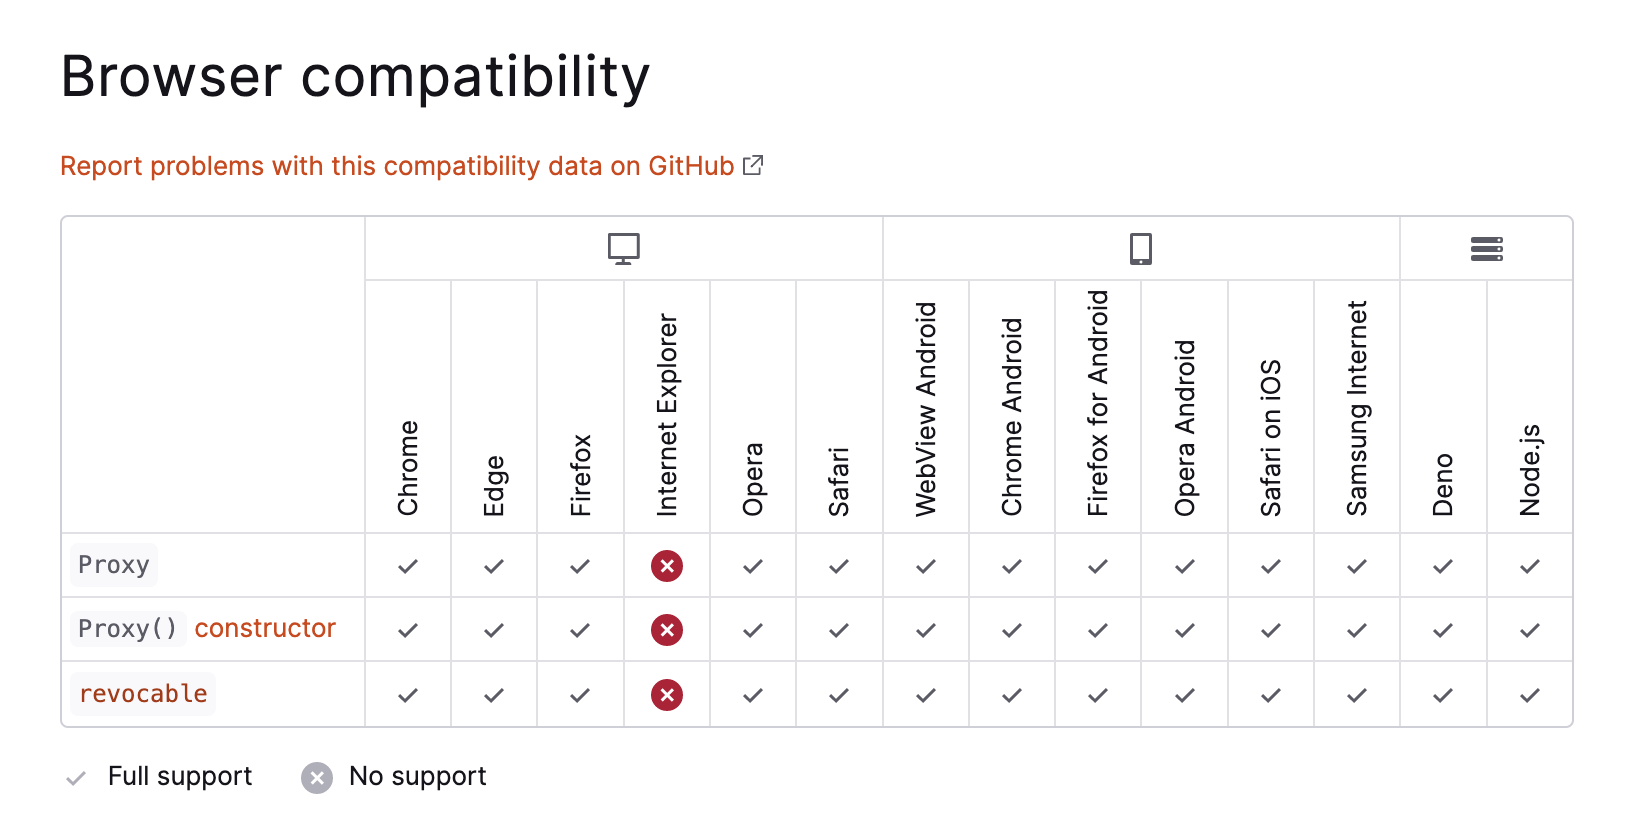 Browser compatibility
Report problems with this compatibility data on GitHub
Chrome
Edge
Firefox
Internet Explorer
Opera
Safari
WebView Android
Chrome Android
Firefox for Android
Opera Android
Safari on iOS
Samsung Internet
Deno
Node.js
Proxy
Proxy() constructor
revocable
Full support
No support